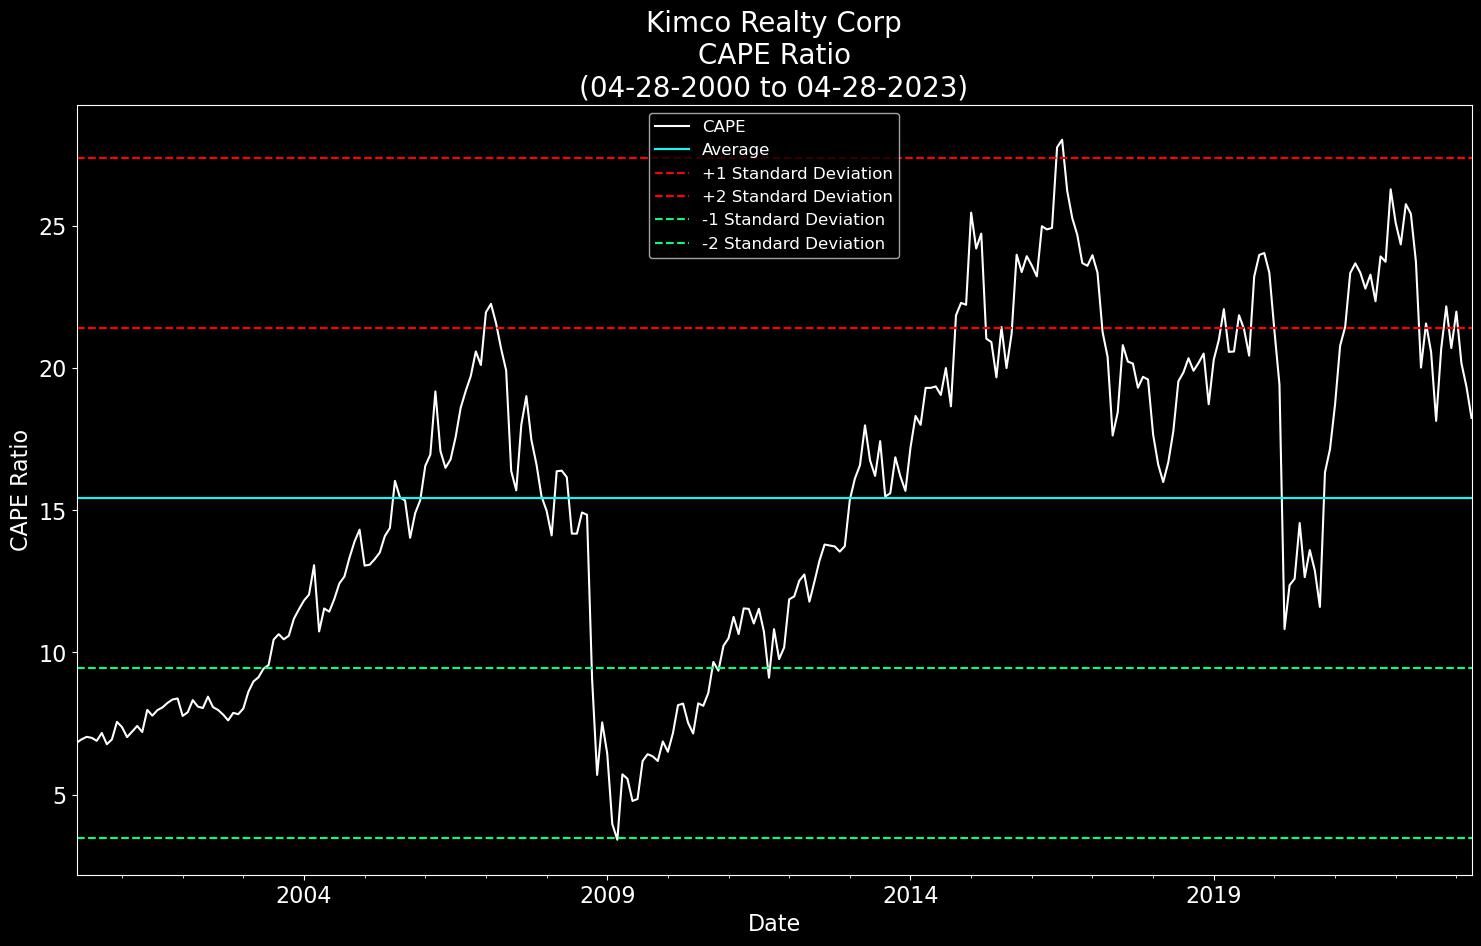 Kimco Realty Corp
CAPE Ratio
(04-28-2000 to 04-28-2023)
CAPE
Average
+1 Standard Deviation
+2 Standard Deviation
-1 Standard Deviation
-2 Standard Deviation
25
20
15
10
5
CAPE Ratio
2004 2009 2014 2019
Date